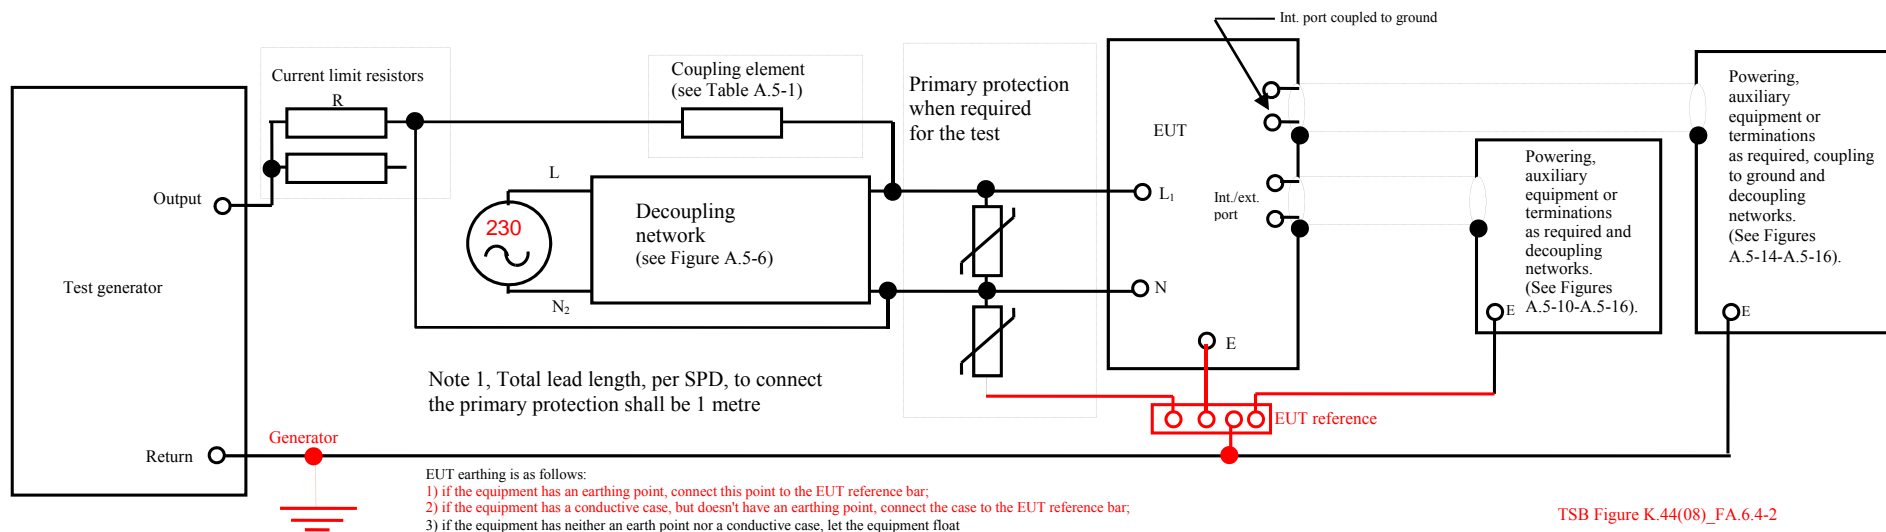 Int. port coupled to ground
Current limit resistors
R
Coupling element
(see Table A.5-1)
Primary protection
when required
for the test
Powering,
auxiliary
equipment or
terminations
as required, coupling
to ground and
decoupling
networks.
(See Figures
A.5-14-A.5-16).
EUT
Powering,
auxiliary
equipment or
terminations
as required and
decoupling
networks.
(See Figures
A.5-10-A.5-16).
L
Output
L1
Int./ext.
port
Decoupling
network
(see Figure A.5-6)
230
Test generator
N
N2
E
E
E
Note 1, Total lead length, per SPD, to connect
the primary protection shall be 1 metre
EUT reference
Generator
Return
EUT earthing is as follows:
1) if the equipment has an earthing point, connect this point to the EUT reference bar;
2) if the equipment has a conductive case, but doesn't have an earthing point, connect the case to the EUT reference bar;
3) if the equipment has neither an earth point nor a conductive case, let the equipment float
TSB Figure K.44(08)_FA.6.4-2